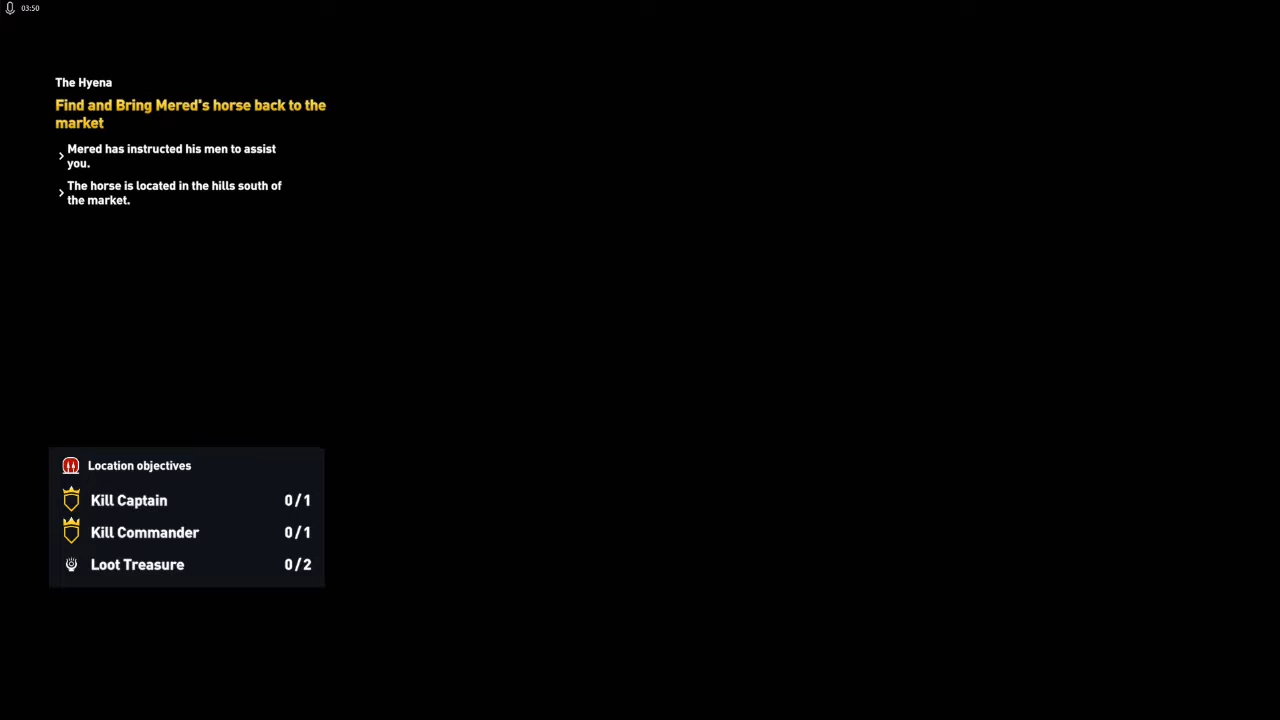 03:50
The Hyena
Find and Bring Mered's horse back to the
market
Mered has instructed his men to assist
you.
The horse is located in the hills south of
the market.
Location objectives
Kill Captain 0/1
Kill Commander 0/1
Loot Treasure 0/2